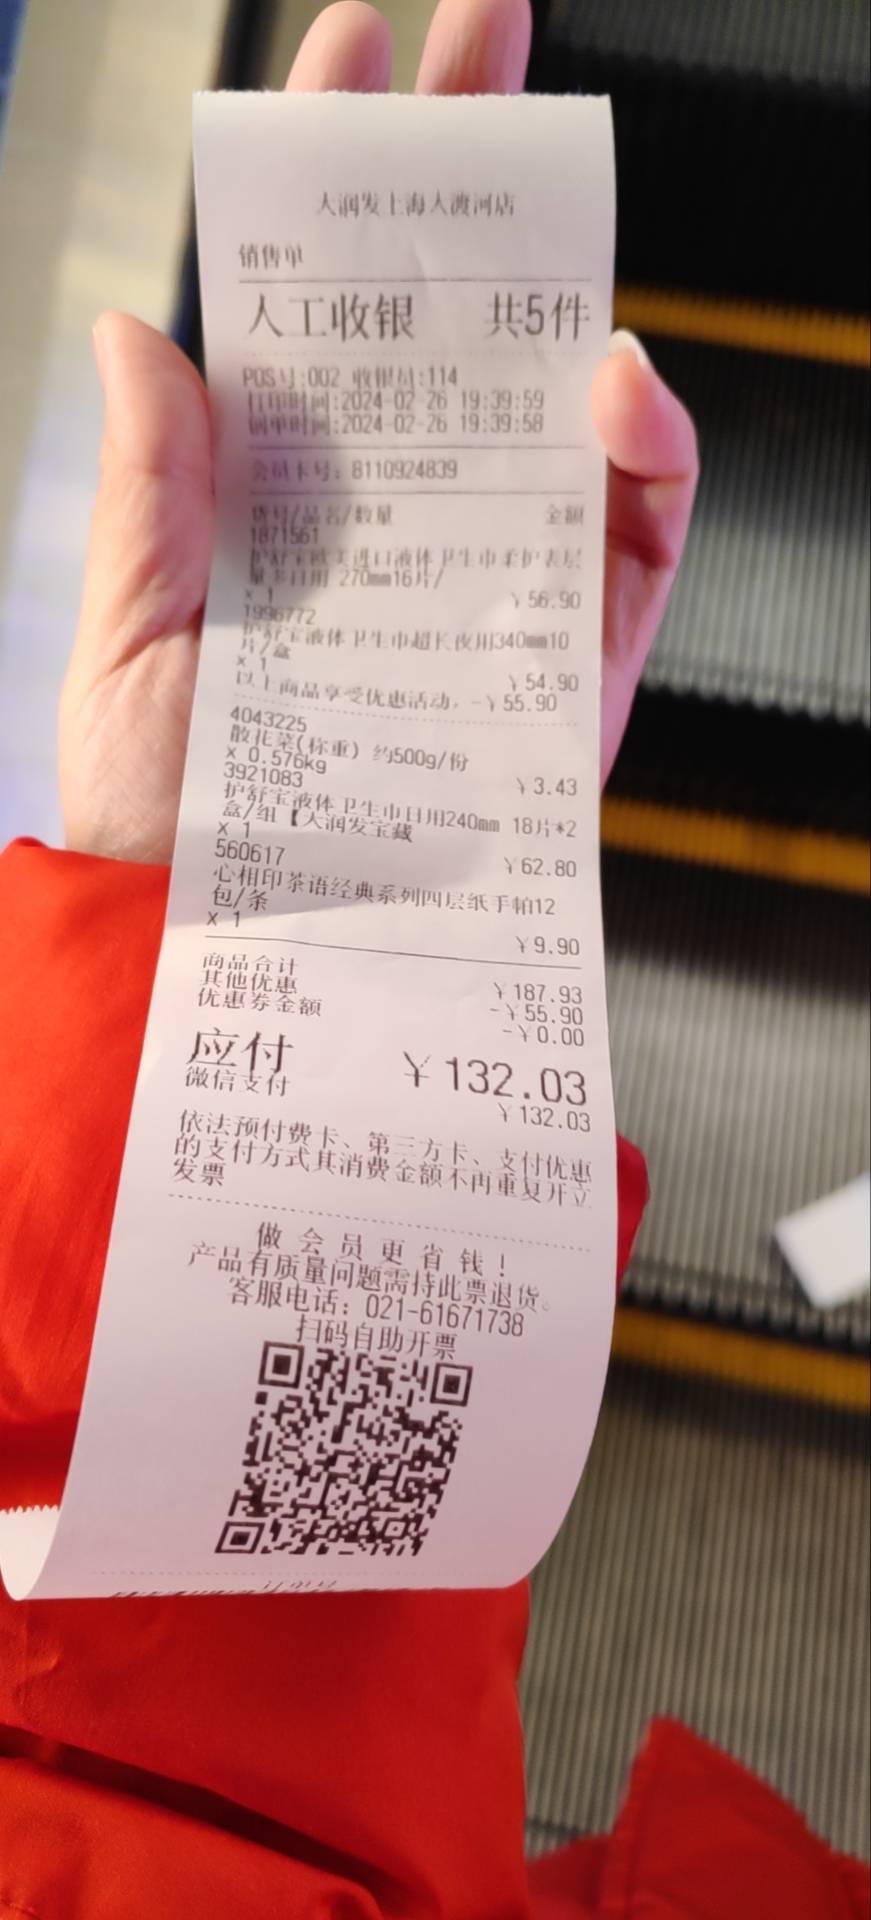 大润发上海大渡河店
销售单
人工收银 共5件
POS号:002 收银员:114
打印时间:2024-02-26 19:39:59
销单时间:2024-02-26 19:39:58
会员卡号：8110924839
货号/品名/数量 金额
1871561
护舒宝欧美进口液体卫生巾柔护表层
量多日用 270mm16片/
x 1 ￥56.90
1996772
护舒宝液体卫生巾超长夜用340mm10
片/盒
x 1 ￥54.90
以上商品享受优惠活动，-￥55.90
4043225
散花菜(称重) 约500g/份
x 0.576kg ￥3.43
3921083
护舒宝液体卫生巾日用240mm 18片*2
盒/组【大润发宝藏
x 1 ￥62.80
560617
心相印茶语经典系列四层纸手帕12
包/条
x 1 ￥9.90
商品合计 ￥187.93
其他优惠 -￥55.90
优惠券金额 -￥0.00
应付 ￥132.03
微信支付 ￥132.03
依法预付费卡、第三方卡、支付优惠
的支付方式其消费金额不再重复开立
发票
做会员更省钱！
产品有质量问题需持此票退货。
客服电话：021-61671738
扫码自助开票